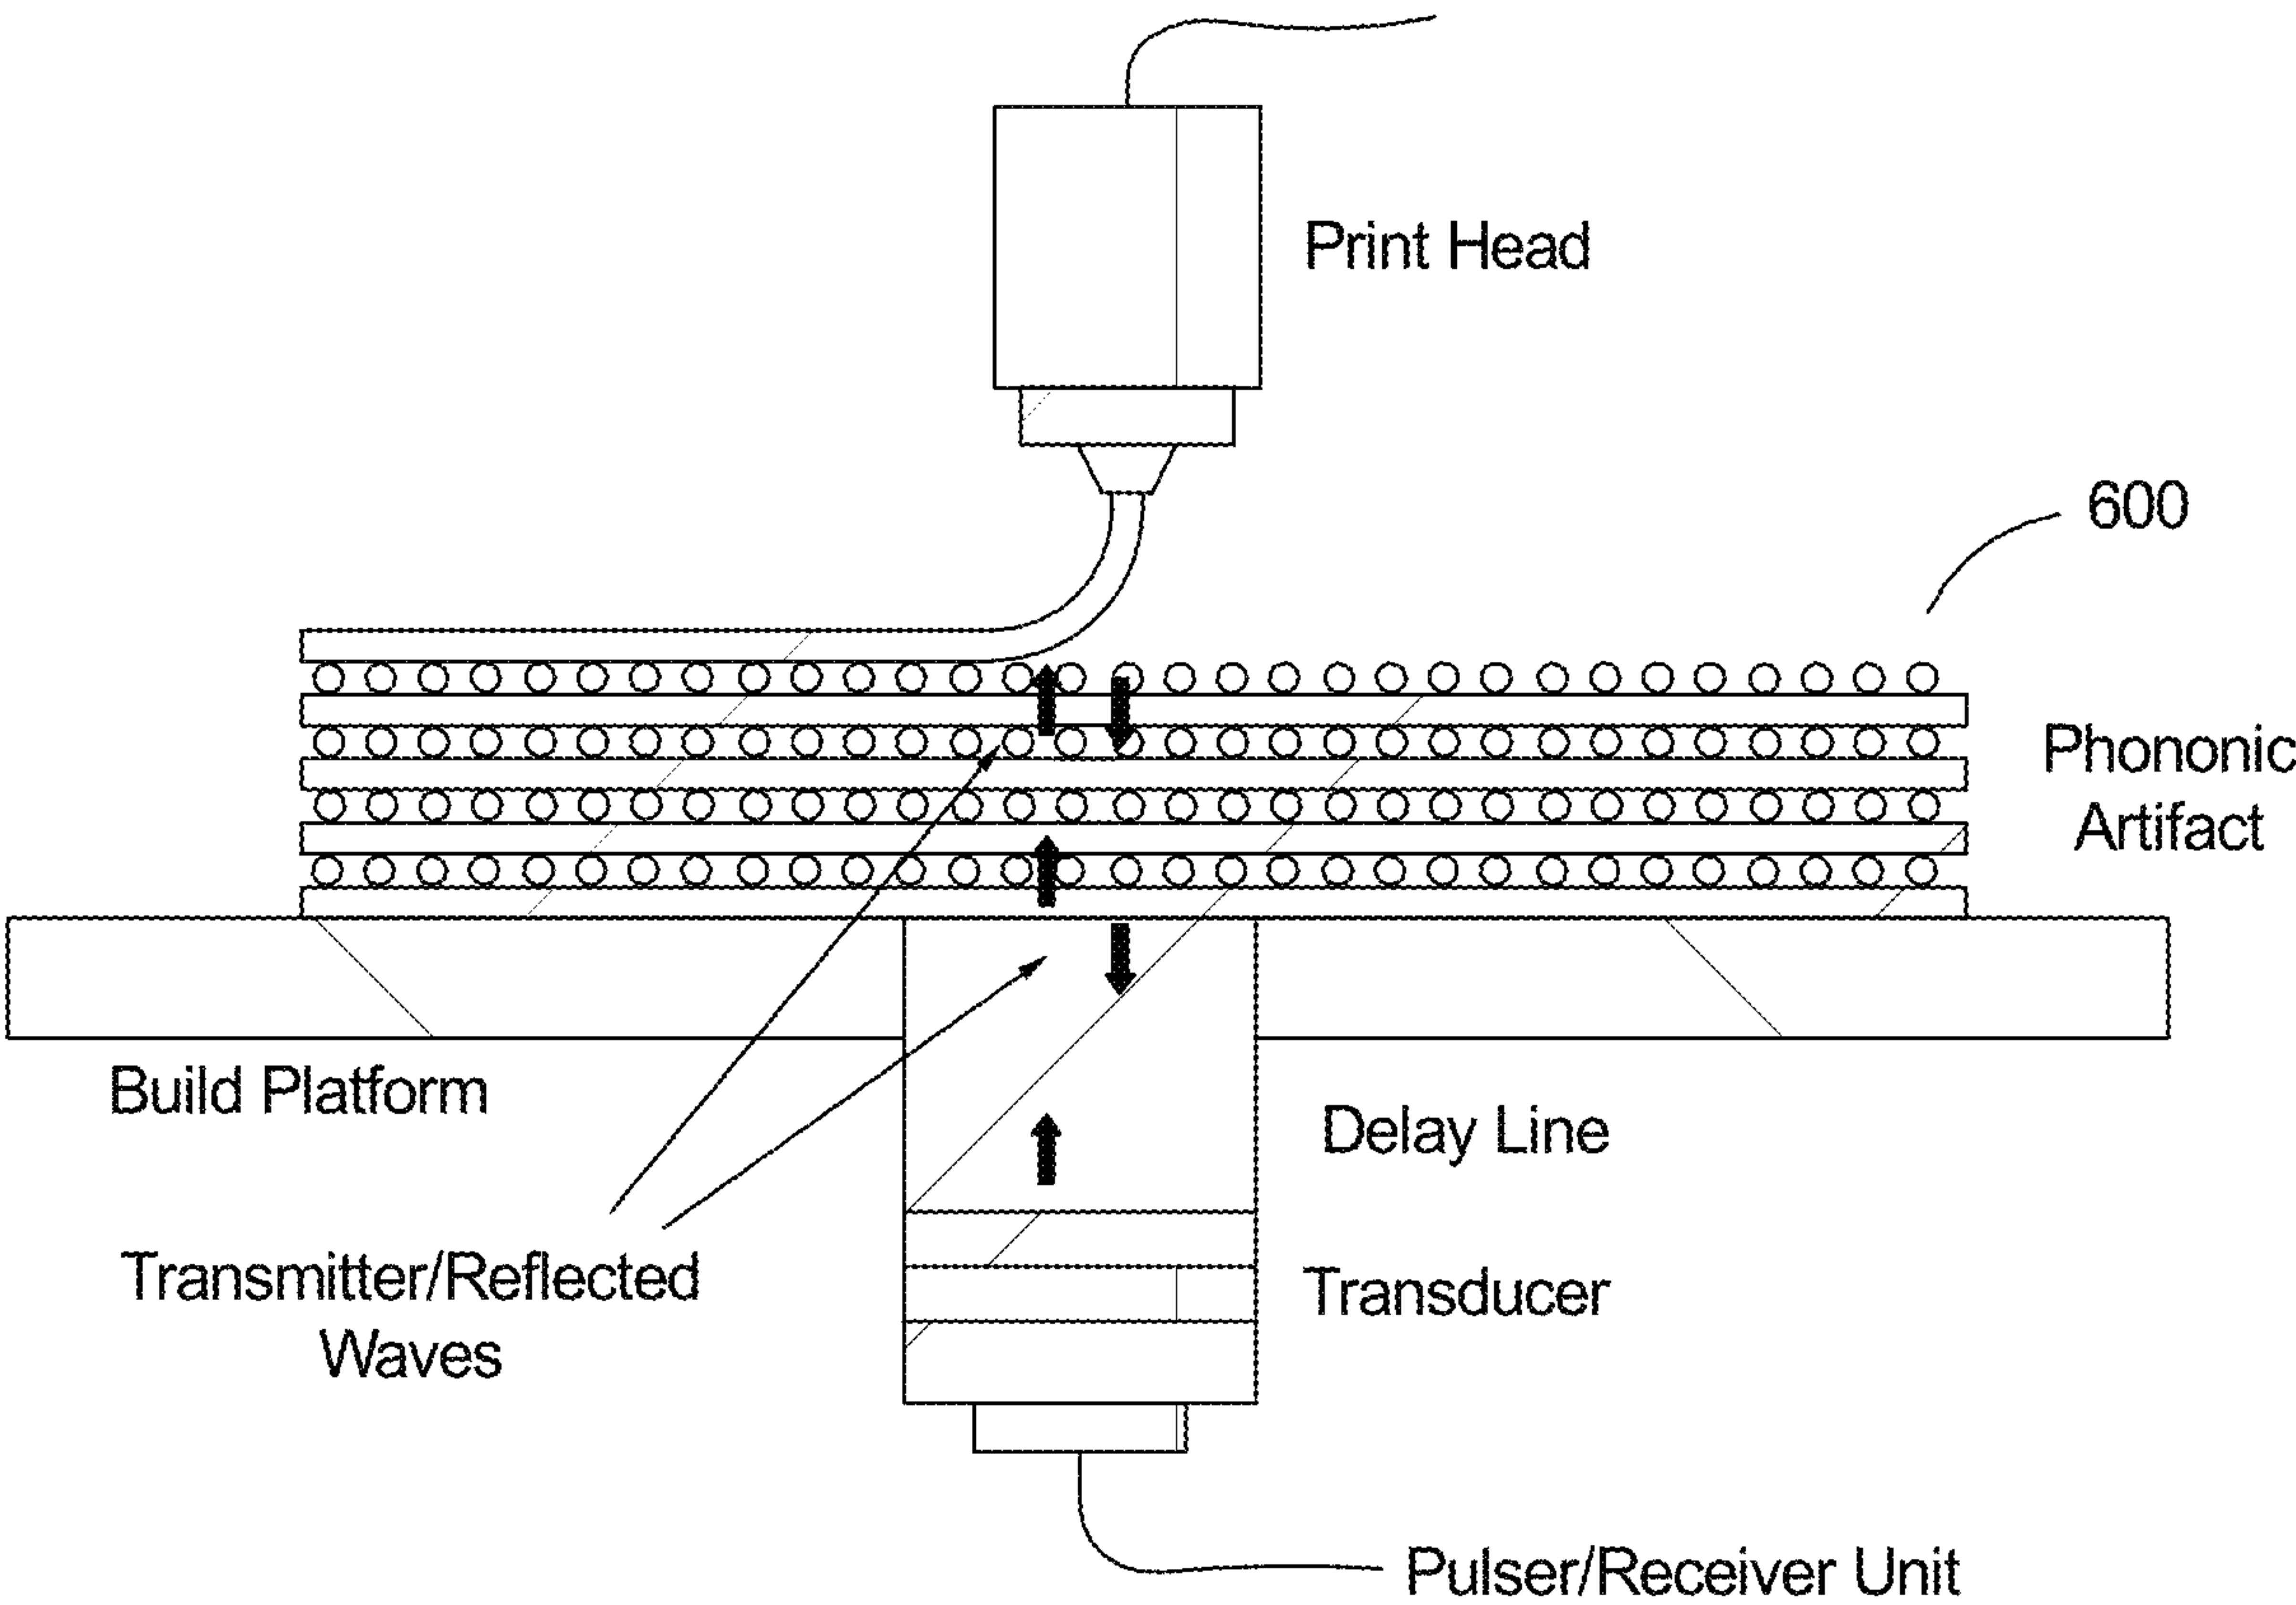 Print Head
600
Phononic
Artifact
Build Platform
Delay Line
Transmitter/Reflected
Waves
Transducer
Pulser/Receiver Unit